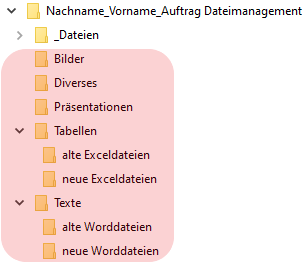 Nachname_Vorname_Auftrag Dateimanagement
_Dateien
Bilder
Diverses
Präsentationen
Tabellen
alte Exceldateien
neue Exceldateien
Texte
alte Worddateien
neue Worddateien